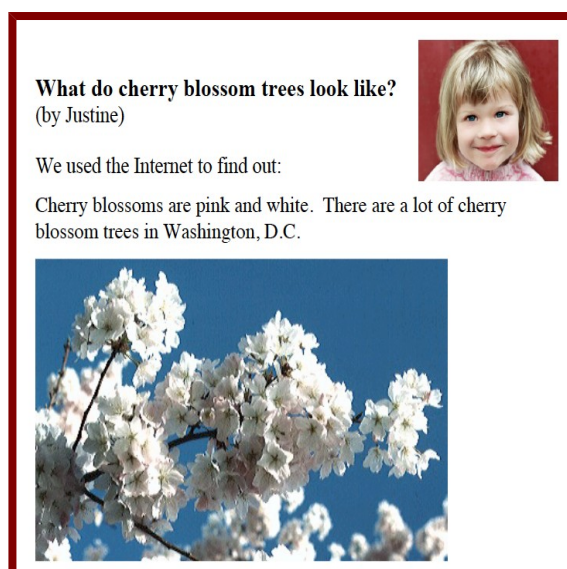 What do cherry blossom trees look like?
(by Justine)
We used the Internet to find out:
Cherry blossoms are pink and white.  There are a lot of cherry
blossom trees in Washington, D.C.